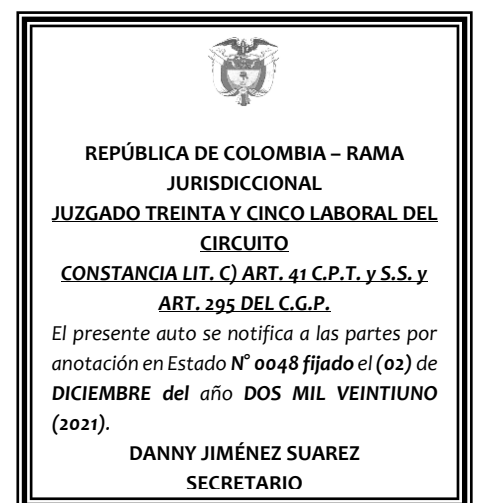 REPÚBLICA DE COLOMBIA – RAMA
JURISDICCIONAL
JUZGADO TREINTA Y CINCO LABORAL DEL
CIRCUITO
CONSTANCIA LIT. C) ART. 41 C.P.T. y S.S. y
ART. 295 DEL C.G.P.
El presente auto se notifica a las partes por
anotación en Estado N° 0048 fijado el (02) de
DICIEMBRE del año DOS MIL VEINTIUNO
(2021).
DANNY JIMÉNEZ SUAREZ
SECRETARIO